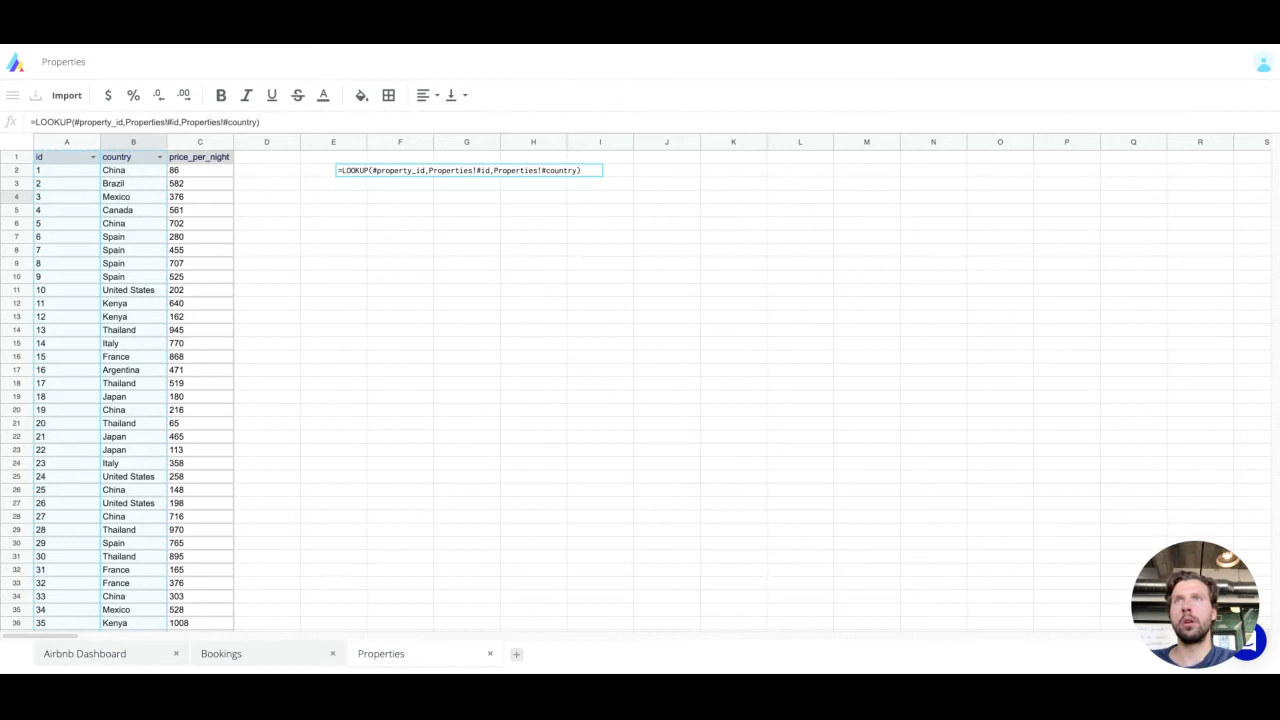 Properties
Import $ % .0 .00 B I U S A
fx =LOOKUP(#property_id,Properties!#id,Properties!#country)
A B C D E F G H I J K L M N O P Q R S
1 id country price_per_night
2 1 China 86 =LOOKUP(#property_id,Properties!#id,Properties!#country)
3 2 Brazil 582
4 3 Mexico 376
5 4 Canada 561
6 5 China 702
7 6 Spain 280
8 7 Spain 455
9 8 Spain 707
10 9 Spain 525
11 10 United States 202
12 11 Kenya 640
13 12 Kenya 162
14 13 Thailand 945
15 14 Italy 770
16 15 France 868
17 16 Argentina 471
18 17 Thailand 519
19 18 Japan 180
20 19 China 216
21 20 Thailand 65
22 21 Japan 465
23 22 Japan 113
24 23 Italy 358
25 24 United States 258
26 25 China 148
27 26 United States 198
28 27 China 716
29 28 Thailand 970
30 29 Spain 765
31 30 Thailand 895
32 31 France 165
33 32 France 376
34 33 China 303
35 34 Mexico 528
36 35 Kenya 1008
Airbnb Dashboard × Bookings × Properties × +